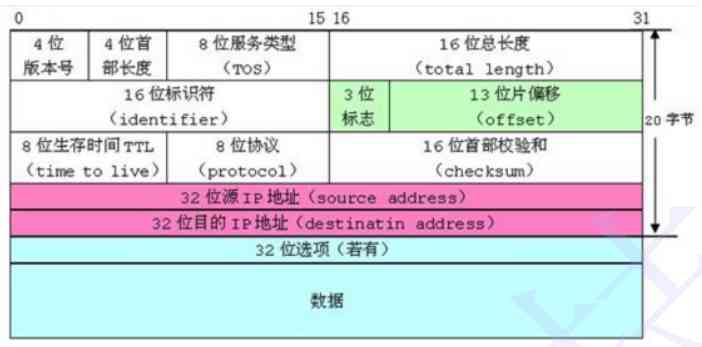 0 15 16 31
4 位 4 位首 8 位服务类型 16 位总长度
版本号 部长度 (TOS) (total length)
16 位标识符 3 位 13 位片偏移
(identifier) 标志 (offset)
20 字节
8 位生存时间 TTL 8 位协议 16 位首部校验和
(time to live) (protocol) (checksum)
32 位源 IP 地址 (source address)
32 位目的 IP 地址 (destinatin address)
32 位选项 (若有)
数据